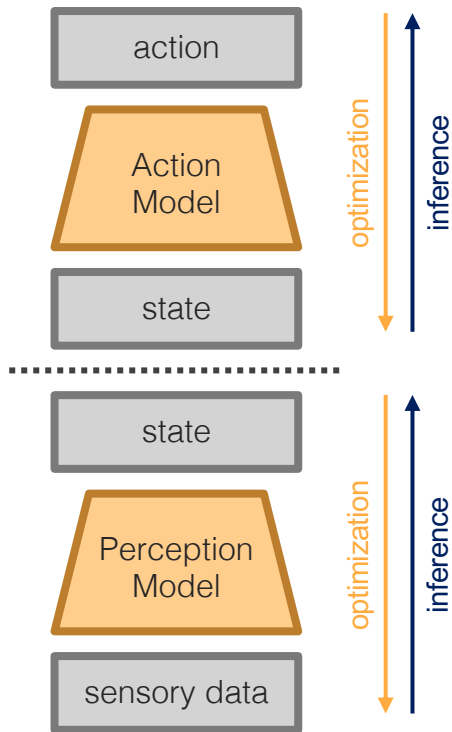 action
Action
Model
state
optimization
inference
state
Perception
Model
sensory data
optimization
inference